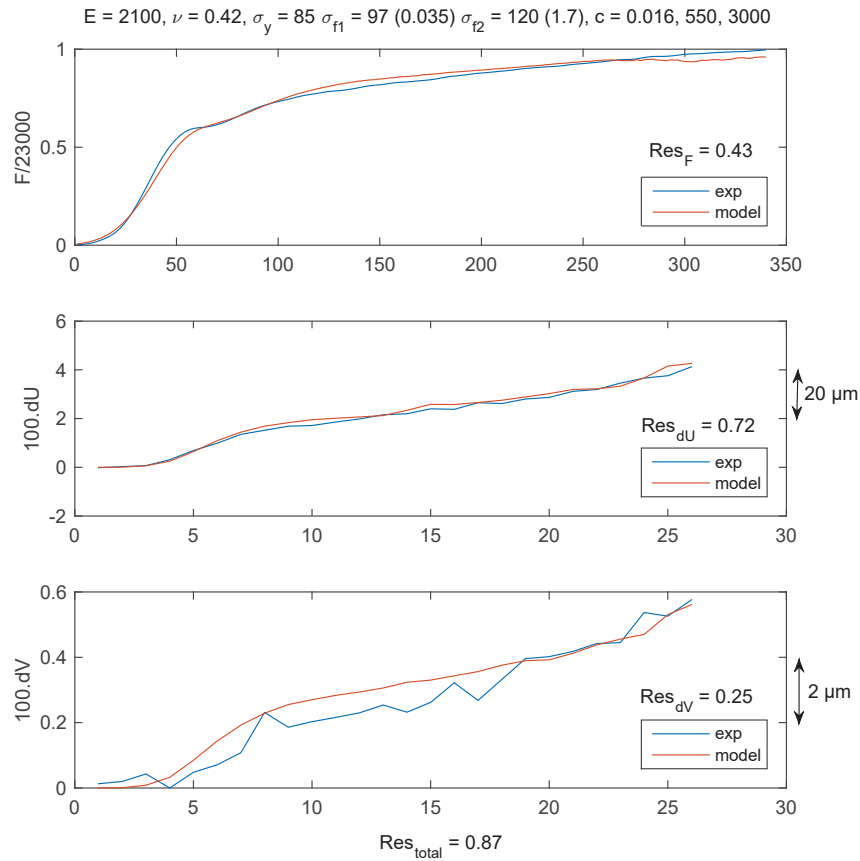 E = 2100, ν = 0.42, σy = 85 σf1 = 97 (0.035) σf2 = 120 (1.7), c = 0.016, 550, 3000
1
0.5
0
F/23000
ResF = 0.43
exp
model
0 50 100 150 200 250 300 350
6
4
2
0
-2
100.dU
20 μm
ResdU = 0.72
exp
model
0 5 10 15 20 25 30
0.6
0.4
0.2
0
100.dV
2 μm
ResdV = 0.25
exp
model
0 5 10 15 20 25 30
Restotal = 0.87